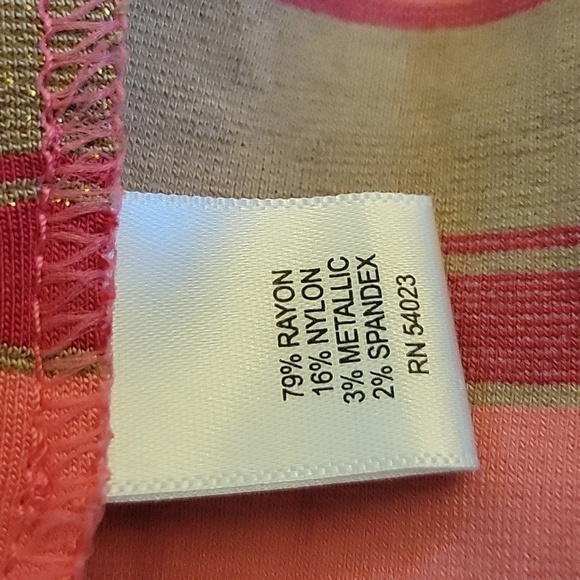 79% RAYON
16% NYLON
3% METALLIC
2% SPANDEX
RN 54023